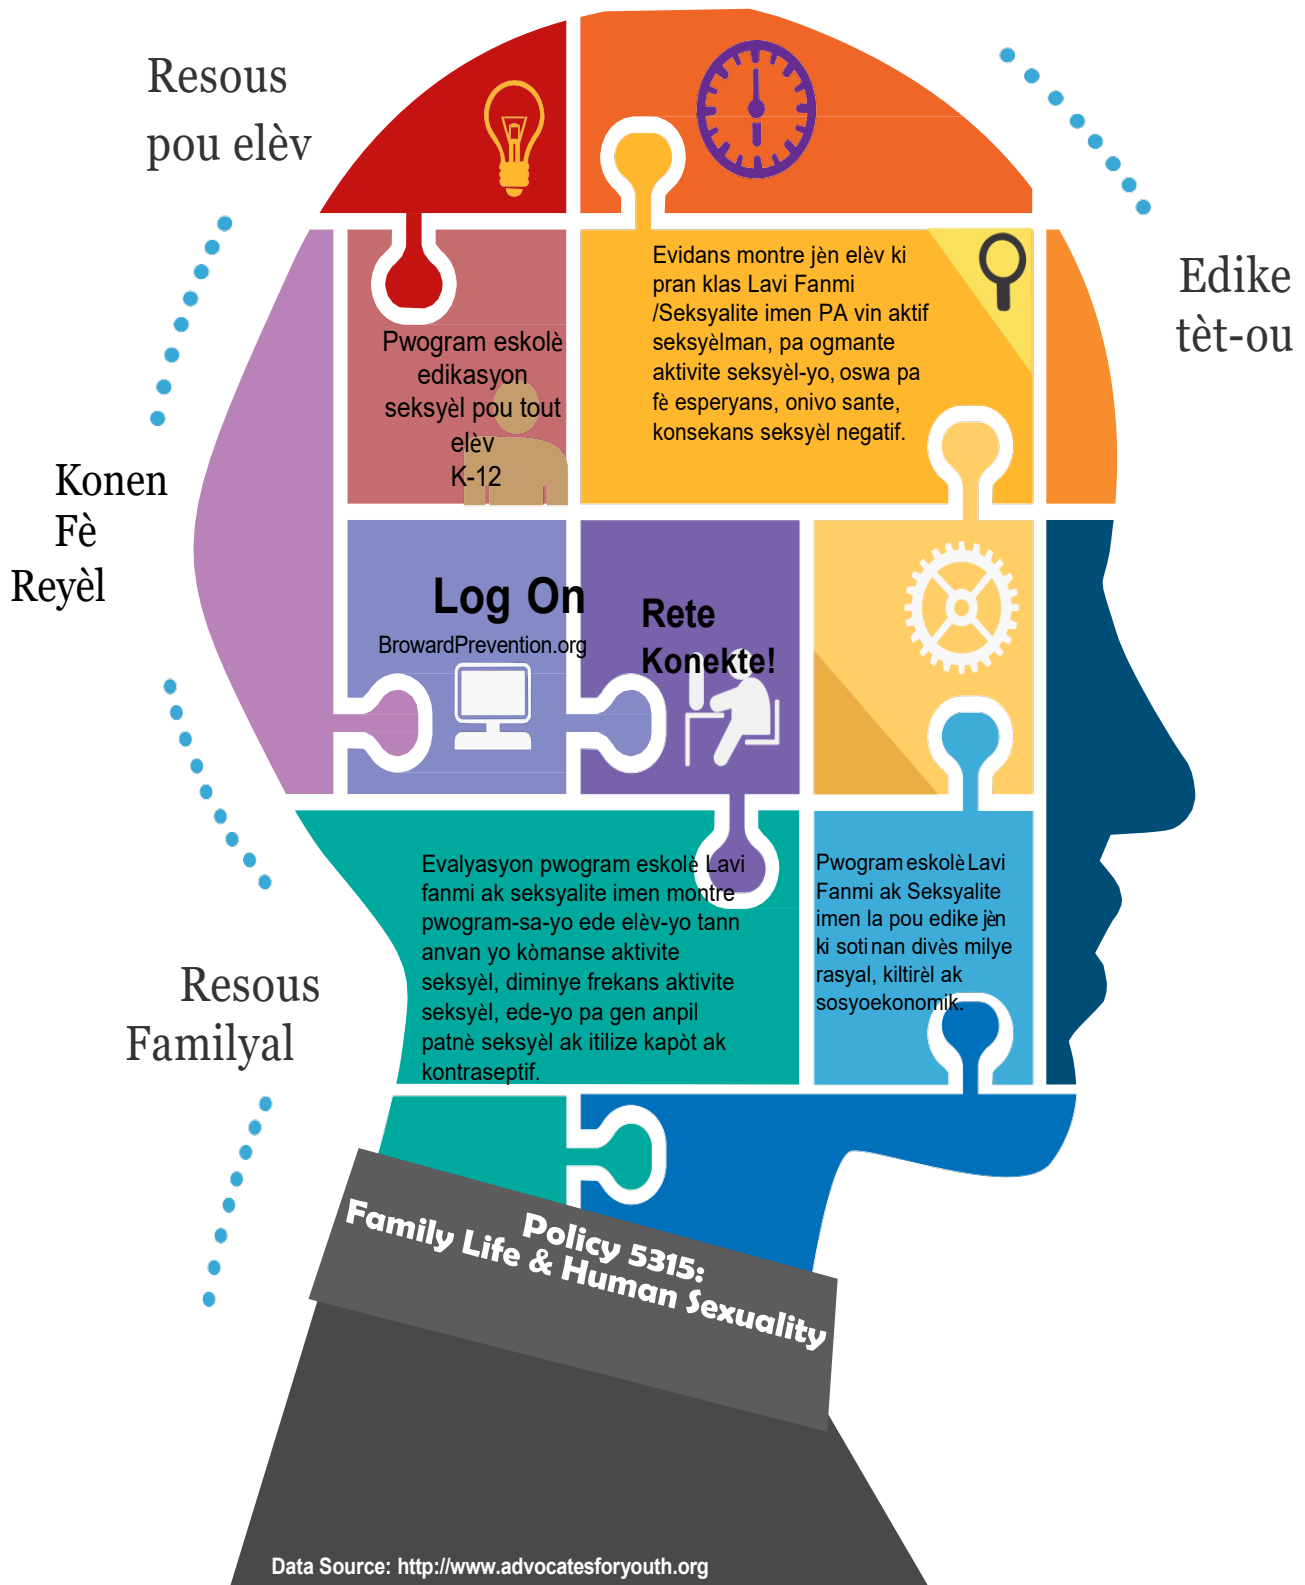 Resous
pou elèv
Edike
tèt-ou
Konen
Fè
Reyèl
Resous
Familyal
Pwogram eskolè
edikasyon
seksyèl pou tout
elèv
K-12
Evidans montre jèn elèv ki
pran klas Lavi Fanmi
/Seksyalite imen PA vin aktif
seksyèlman, pa ogmante
aktivite seksyèl-yo, oswa pa
fè esperyans, onivo sante,
konsekans seksyèl negatif.
Log On
BrowardPrevention.org
Rete
Konekte!
Evalyasyon pwogram eskolè Lavi
fanmi ak seksyalite imen montre
pwogram-sa-yo ede elèv-yo tann
anvan yo kòmanse aktivite
seksyèl, diminye frekans aktivite
seksyèl, ede-yo pa gen anpil
patnè seksyèl ak itilize kapòt ak
kontraseptif.
Pwogram eskolè Lavi
Fanmi ak Seksyalite
imen la pou edike jèn
ki soti nan divès milye
rasyal, kiltirèl ak
sosyoekonomik.
Policy 5315:
Family Life & Human Sexuality
Data Source: http://www.advocatesforyouth.org